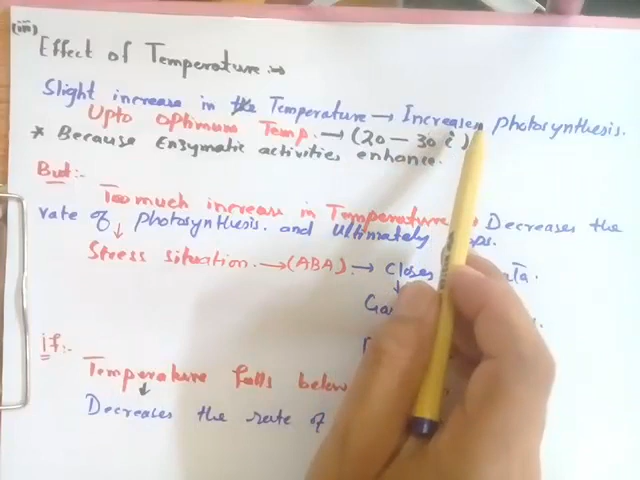 (iii)
Effect of Temperature:→
Slight increase in the Temperature → Increases photosynthesis.
Upto optimum Temp. → (20 – 30 c)
* Because Enzymatic activities enhance.
But:-
Too much increase in Temperature Decreases the
rate of photosynthesis. and Ultimately
↓
Stress situation. → (ABA) → Closes
↓
if:-
Temperature falls below
↓
Decreases the rate of